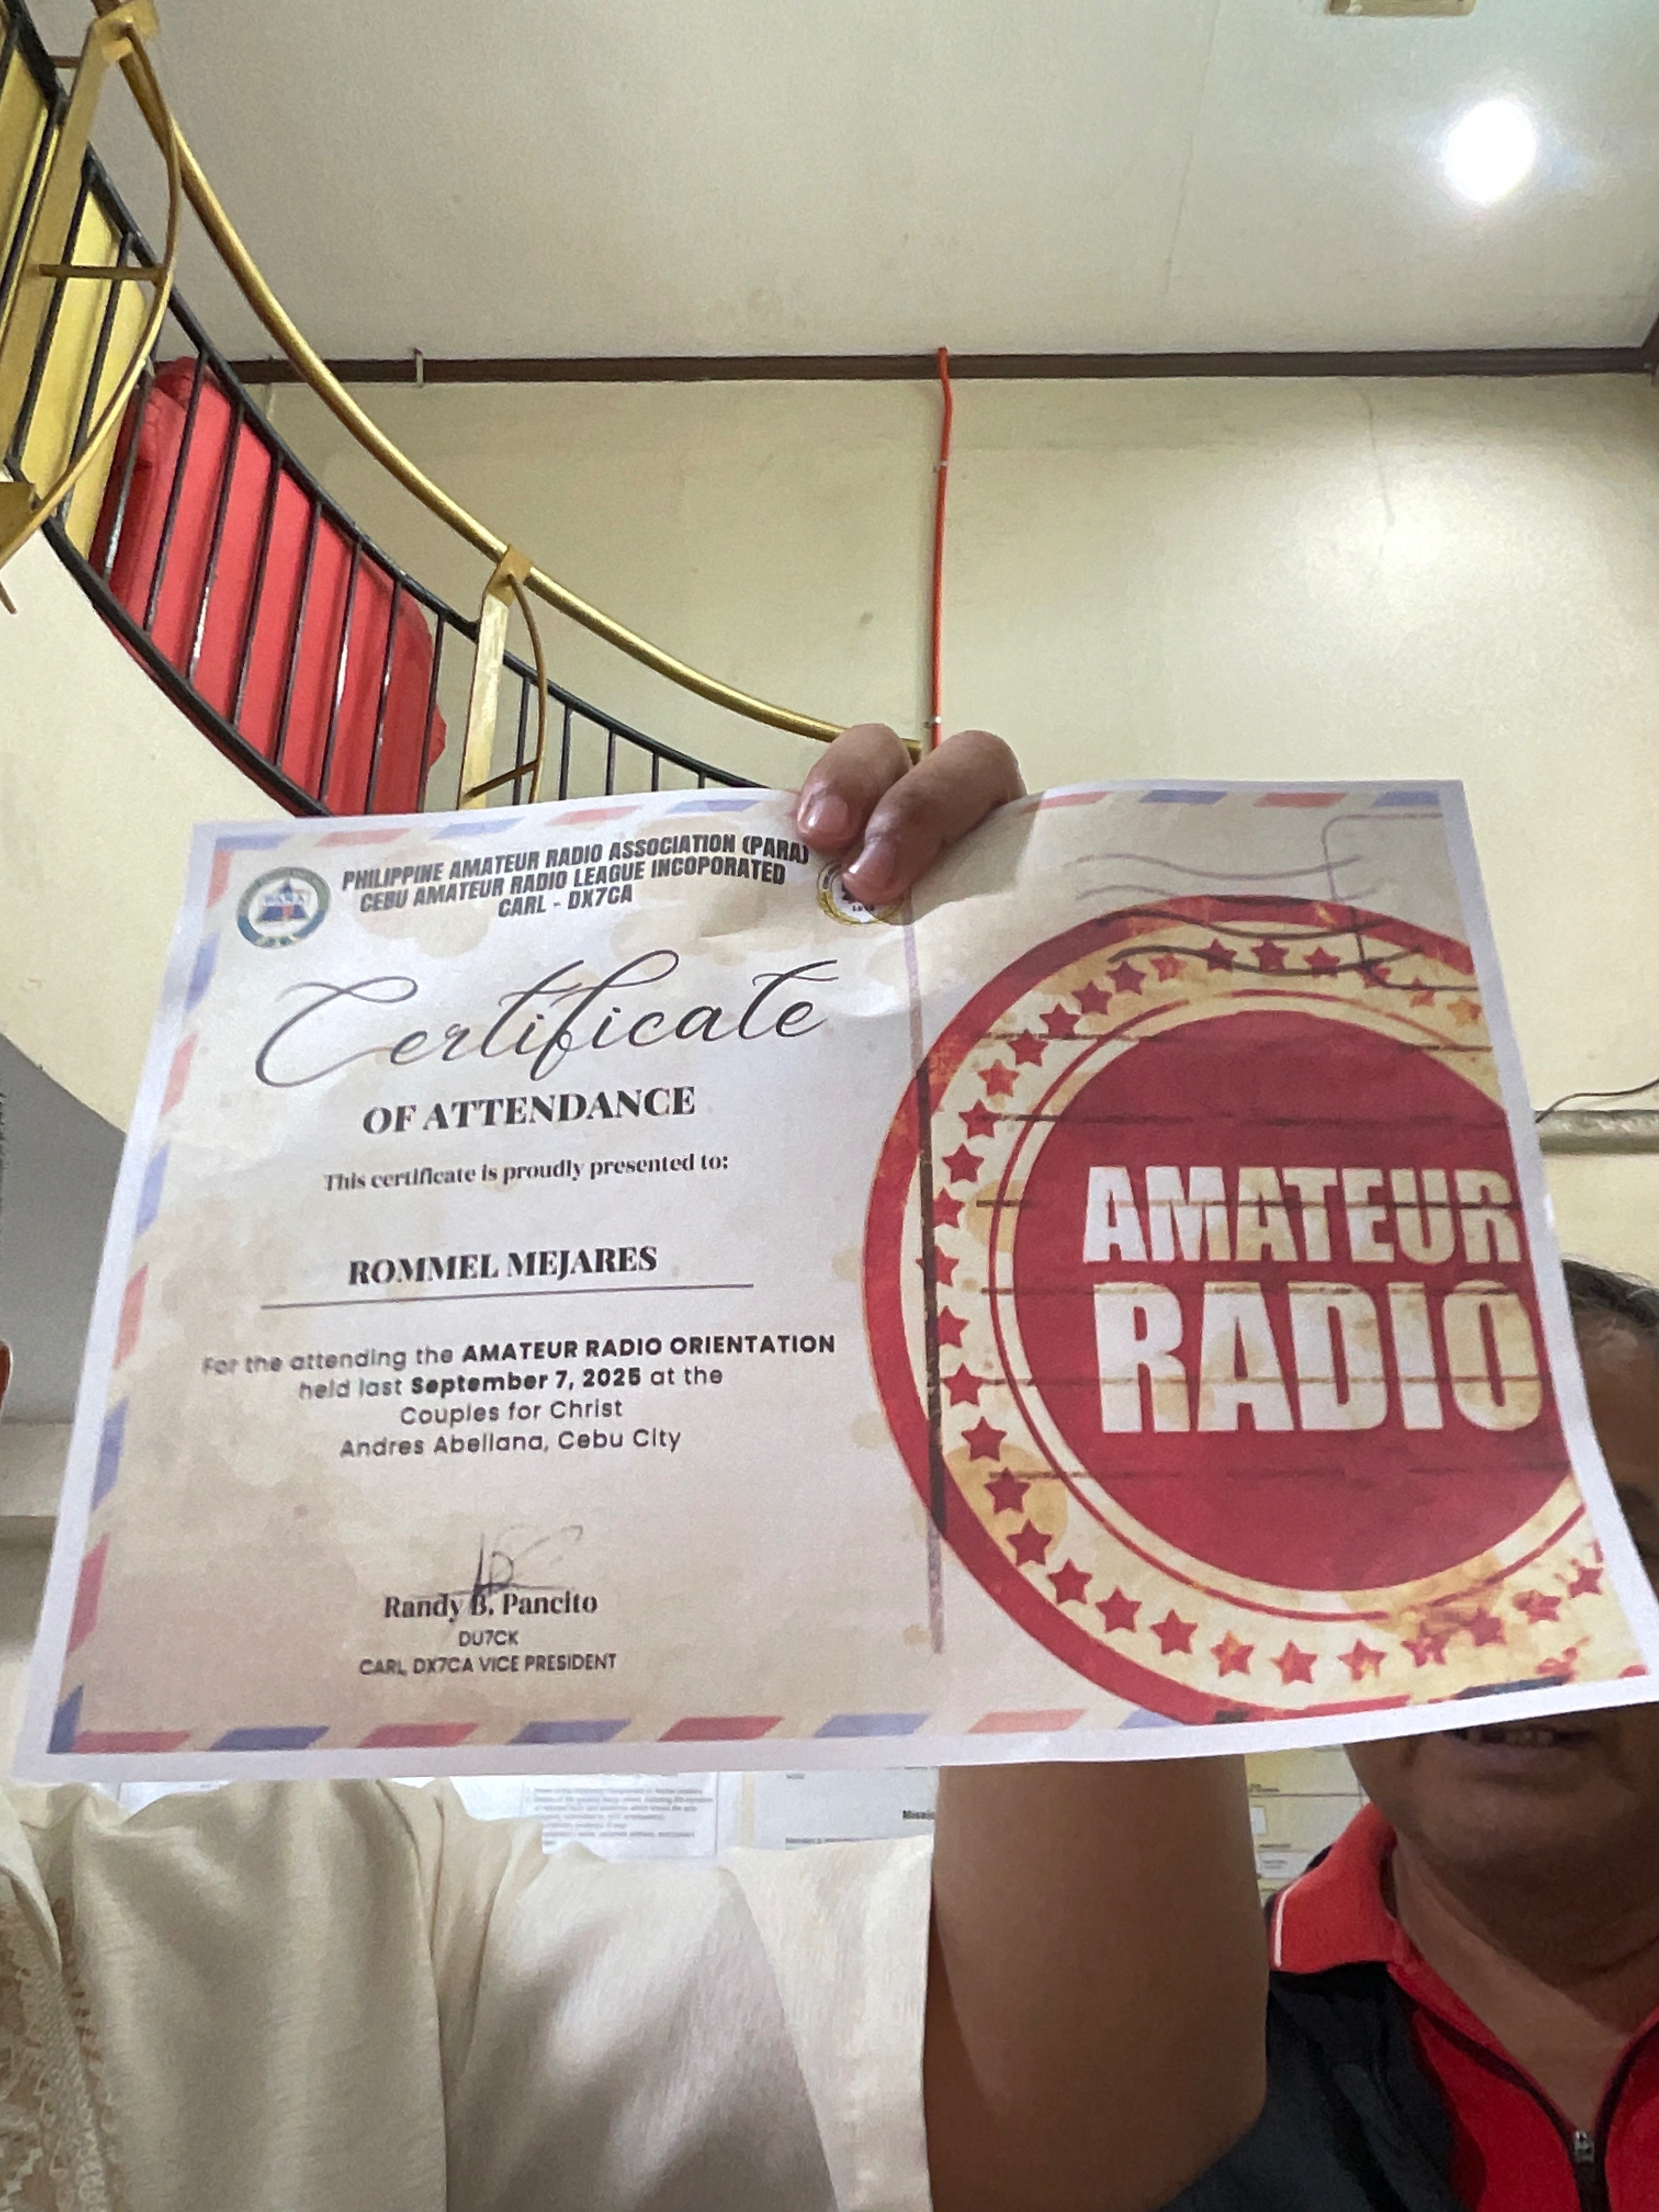 PHILIPPINE AMATEUR RADIO ASSOCIATION (PARA)
CEBU AMATEUR RADIO LEAGUE INCOPORATED
CARL - DX7CA
Certificate
OF ATTENDANCE
This certificate is proudly presented to:
ROMMEL MEJARES
For the attending the AMATEUR RADIO ORIENTATION
held last September 7, 2025 at the
Couples for Christ
Andres Abellana, Cebu City
Randy B. Pancito
DU7CK
CARL, DX7CA VICE PRESIDENT
AMATEUR
RADIO